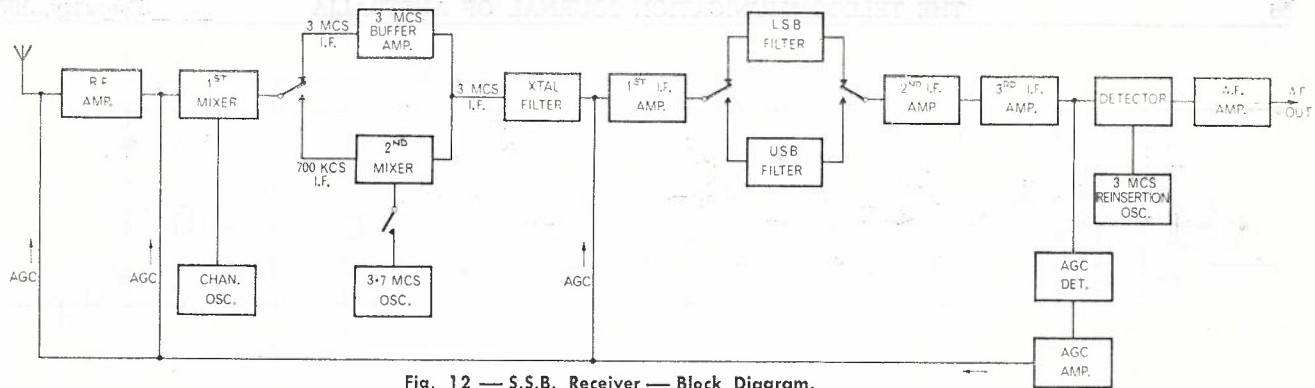 3 MCS
I.F.
3 MCS
BUFFER
AMP.
LSB
FILTER
R.F.
AMP.
1ST
MIXER
3 MCS
I.F.
XTAL
FILTER
1ST I.F.
AMP.
2ND I.F.
AMP
3RD I.F.
AMP.
DETECTOR
A.F.
AMP.
A.F.
OUT
700 KCS
I.F.
2ND
MIXER
USB
FILTER
3 MCS
REINSERTION
OSC.
AGC
AGC
CHAN.
OSC.
3·7 MCS
OSC.
AGC
AGC
DET.
AGC
AMP.
Fig. 12 — S.S.B. Receiver — Block Diagram.